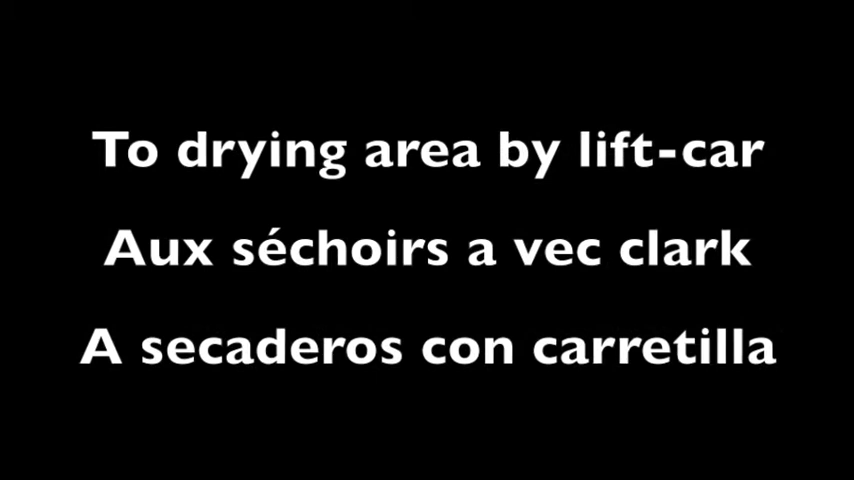 To drying area by lift-car
Aux séchoirs a vec clark
A secaderos con carretilla